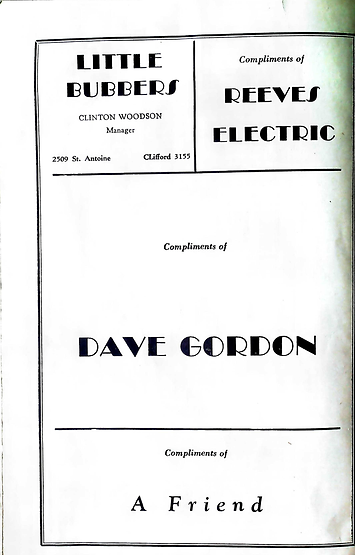 LITTLE
BUBBERS
CLINTON WOODSON
Manager
2509 St. Antoine CLifford 3155
Compliments of
REEVES
ELECTRIC
Compliments of
DAVE GORDON
Compliments of
A Friend